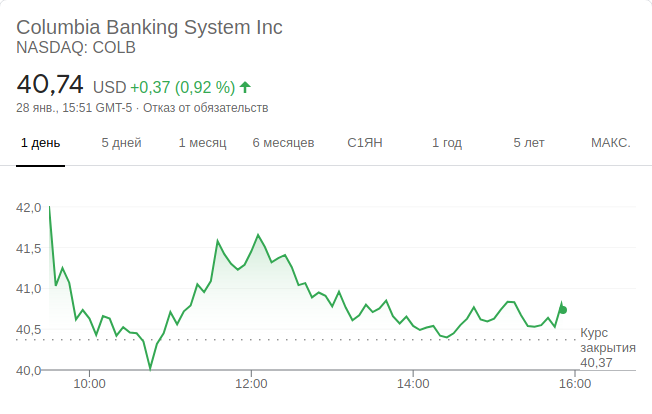 Columbia Banking System Inc
NASDAQ: COLB
40,74 USD +0,37 (0,92 %)
28 янв., 15:51 GMT-5 · Отказ от обязательств
1 день 5 дней 1 месяц 6 месяцев С1ЯН 1 год 5 лет МАКС.
42,0
41,5
41,0
40,5
Курс
закрытия
40,37
40,0
10:00 12:00 14:00 16:00